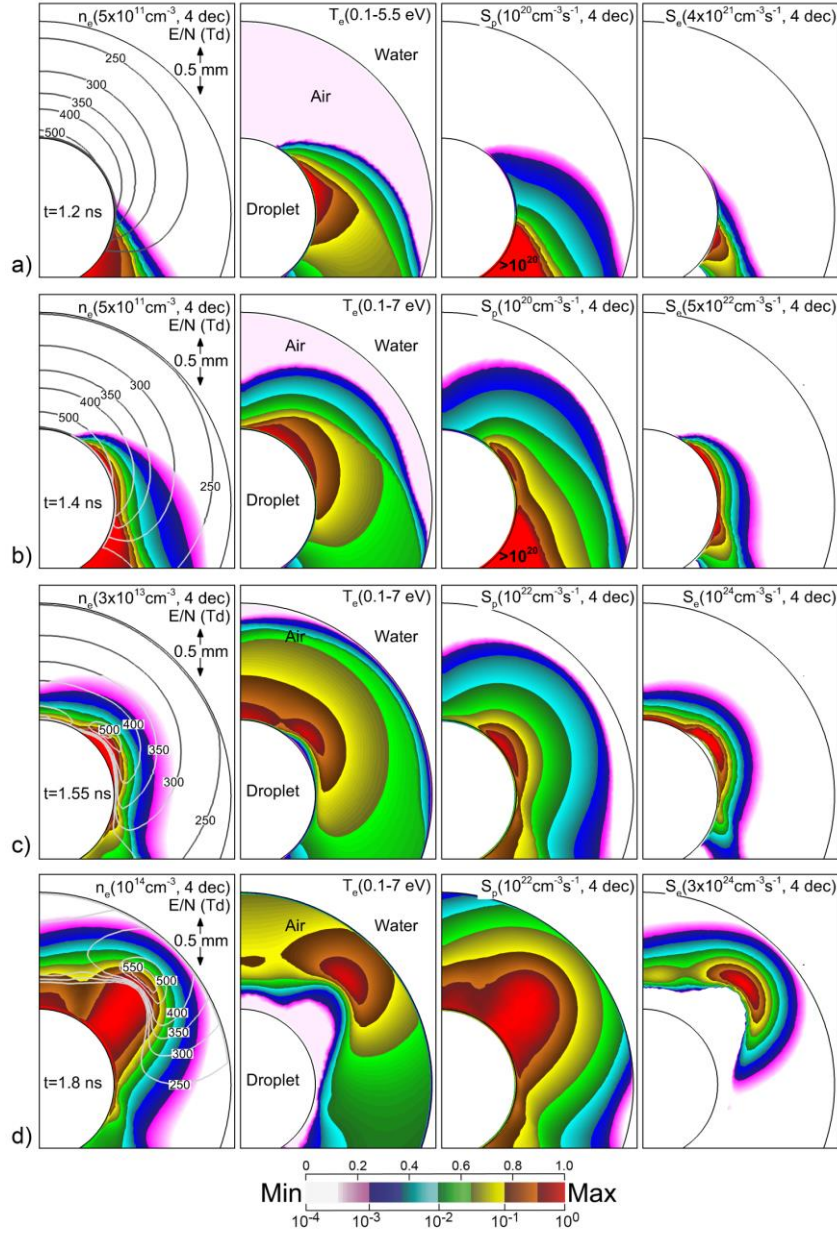 n_e(5x10^11cm^-3, 4 dec)
E/N (Td)
0.5 mm
250
300
350
400
500
t=1.2 ns
a)
T_e(0.1-5.5 eV)
Water
Air
Droplet
S_p(10^20cm^-3s^-1, 4 dec)
>10^20
S_e(4x10^21cm^-3s^-1, 4 dec)
n_e(5x10^11cm^-3, 4 dec)
E/N (Td)
0.5 mm
300
350
400
500
250
t=1.4 ns
b)
T_e(0.1-7 eV)
Air
Water
Droplet
S_p(10^20cm^-3s^-1, 4 dec)
>10^20
S_e(5x10^22cm^-3s^-1, 4 dec)
n_e(3x10^13cm^-3, 4 dec)
E/N (Td)
0.5 mm
500
400
350
300
250
t=1.55 ns
c)
T_e(0.1-7 eV)
Air
Water
Droplet
S_p(10^22cm^-3s^-1, 4 dec)
S_e(10^24cm^-3s^-1, 4 dec)
n_e(10^14cm^-3, 4 dec)
E/N (Td)
0.5 mm
550
500
400
350
300
250
t=1.8 ns
d)
T_e(0.1-7 eV)
Air
Water
Droplet
S_p(10^22cm^-3s^-1, 4 dec)
S_e(3x10^24cm^-3s^-1, 4 dec)
0 0.2 0.4 0.6 0.8 1.0
Min Max
10^-4 10^-3 10^-2 10^-1 10^0